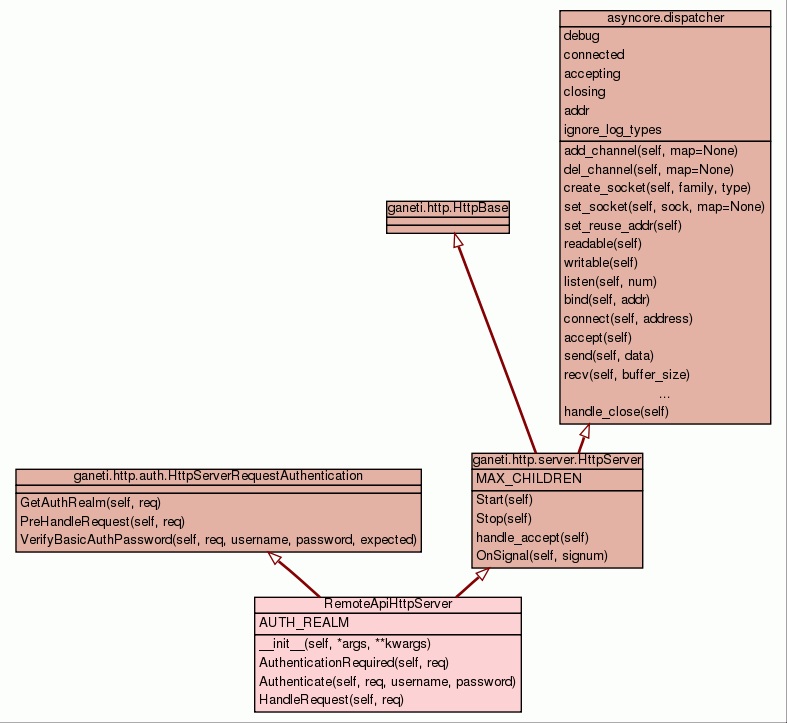 asyncore.dispatcher
debug
connected
accepting
closing
addr
ignore_log_types
add_channel(self, map=None)
del_channel(self, map=None)
create_socket(self, family, type)
set_socket(self, sock, map=None)
set_reuse_addr(self)
readable(self)
writable(self)
listen(self, num)
bind(self, addr)
connect(self, address)
accept(self)
send(self, data)
recv(self, buffer_size)
...
handle_close(self)
ganeti.http.HttpBase
ganeti.http.server.HttpServer
MAX_CHILDREN
Start(self)
Stop(self)
handle_accept(self)
OnSignal(self, signum)
ganeti.http.auth.HttpServerRequestAuthentication
GetAuthRealm(self, req)
PreHandleRequest(self, req)
VerifyBasicAuthPassword(self, req, username, password, expected)
RemoteApiHttpServer
AUTH_REALM
__init__(self, *args, **kwargs)
AuthenticationRequired(self, req)
Authenticate(self, req, username, password)
HandleRequest(self, req)